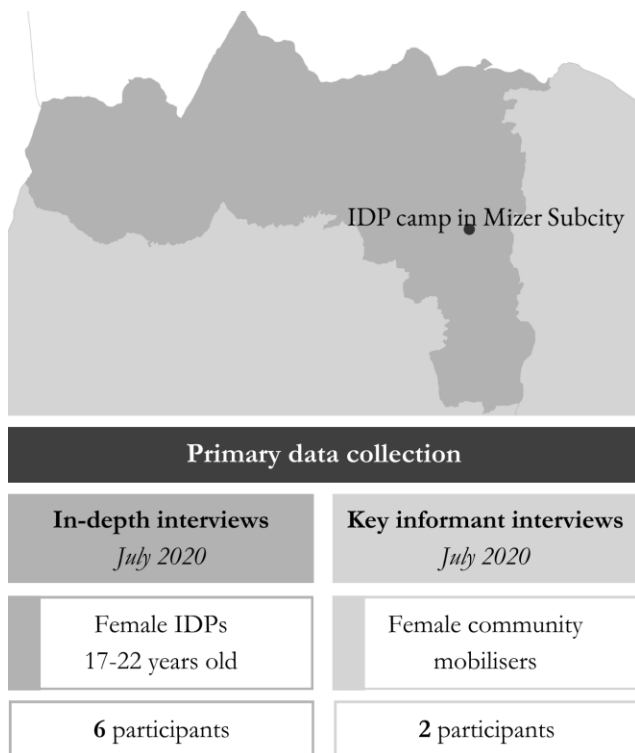 IDP camp in Mizer Subcity
Primary data collection
In-depth interviews
July 2020
Key informant interviews
July 2020
Female IDPs
17-22 years old
Female community
mobilisers
6 participants
2 participants